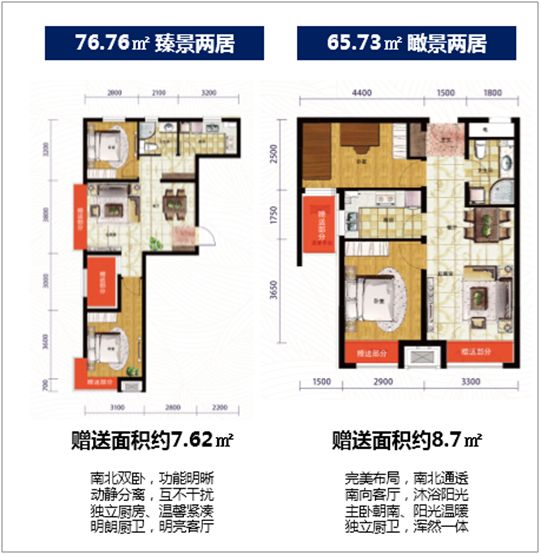 76.76㎡ 臻景两居
65.73㎡ 瞰景两居
2800 2100 3200
4400 1500 1800
3200
3800
3000
3600
700
赠送部分
赠送部分
赠送部分
3100 2800 2200
2500
1750
3650
卧室
赠送部分
卧室
赠送部分
赠送部分
1500 2900 3300
赠送面积约7.62㎡
赠送面积约8.7㎡
南北双卧，功能明晰
动静分离，互不干扰
独立厨房、温馨紧凑
明朗厨卫，明亮客厅
完美布局，南北通透
南向客厅，沐浴阳光
主卧朝南、阳光温暖
独立厨卫，浑然一体